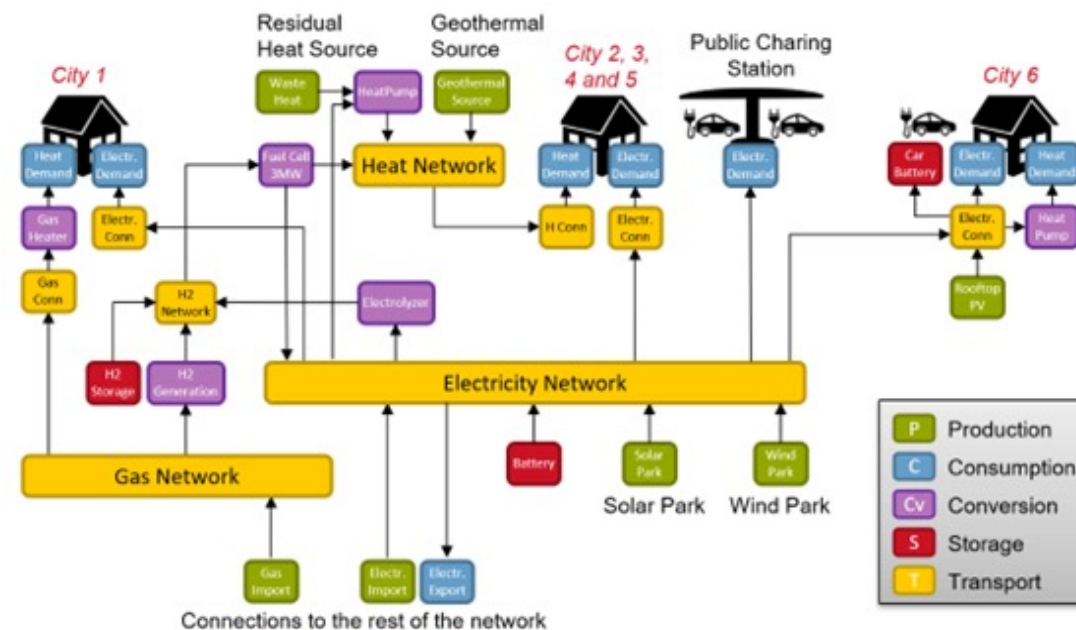 Residual
Heat Source
Geothermal
Source
City 1
City 2, 3,
4 and 5
Public Charing
Station
City 6
Waste
Heat
HeatPump
Geothermal
Source
Heat
Demand
Electr.
Demand
Fuel Cell
3MW
Heat Network
Heat
Demand
Electr.
Demand
Electr.
Demand
Car
Battery
Electr.
Demand
Heat
Demand
Gas
Heater
Electr.
Conn
H Conn
Electr.
Conn
Electr.
Conn
Heat
Pump
Gas
Conn
H2
Network
Electrolyzer
Rooftop
PV
H2
Storage
H2
Generation
Electricity Network
Gas Network
Battery
Solar
Park
Wind
Park
Solar Park
Wind Park
Gas
Import
Electr.
Import
Electr.
Export
Connections to the rest of the network
P Production
C Consumption
Cv Conversion
S Storage
T Transport